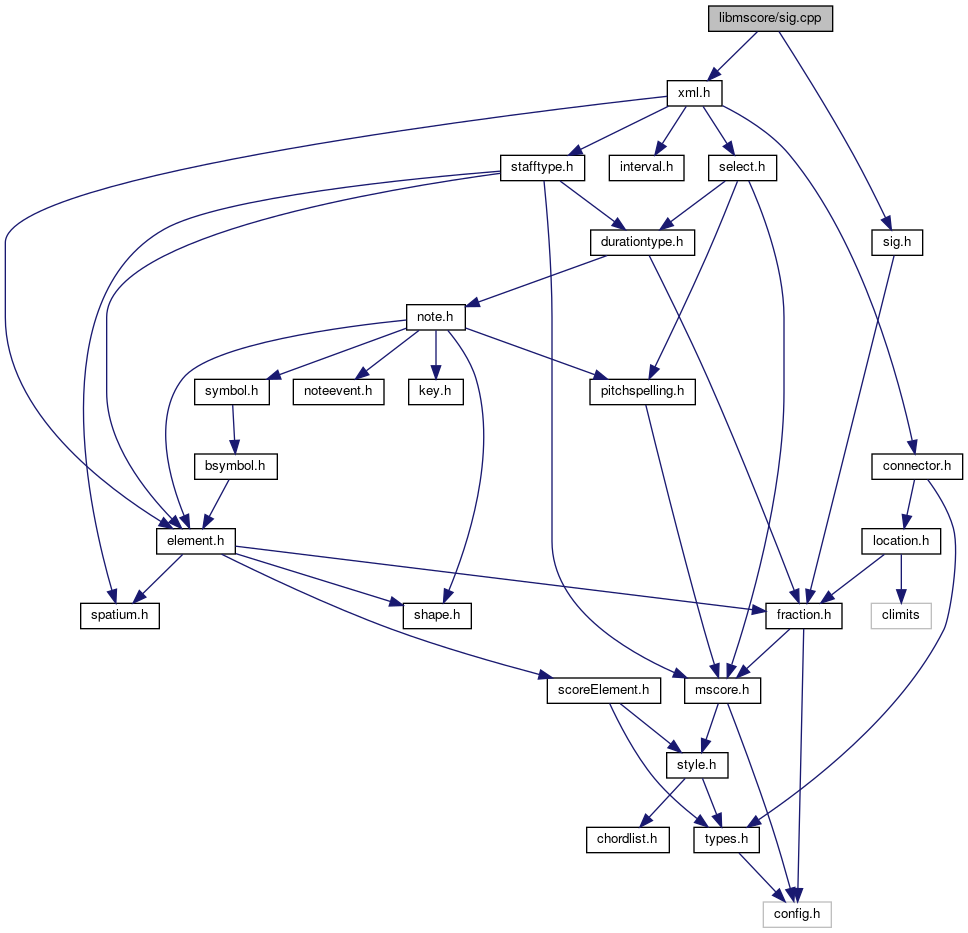 libmscore/sig.cpp
xml.h
stafftype.h
interval.h
select.h
durationtype.h
sig.h
note.h
symbol.h
noteevent.h
key.h
pitchspelling.h
bsymbol.h
connector.h
element.h
location.h
spatium.h
shape.h
fraction.h
climits
scoreElement.h
mscore.h
style.h
chordlist.h
types.h
config.h